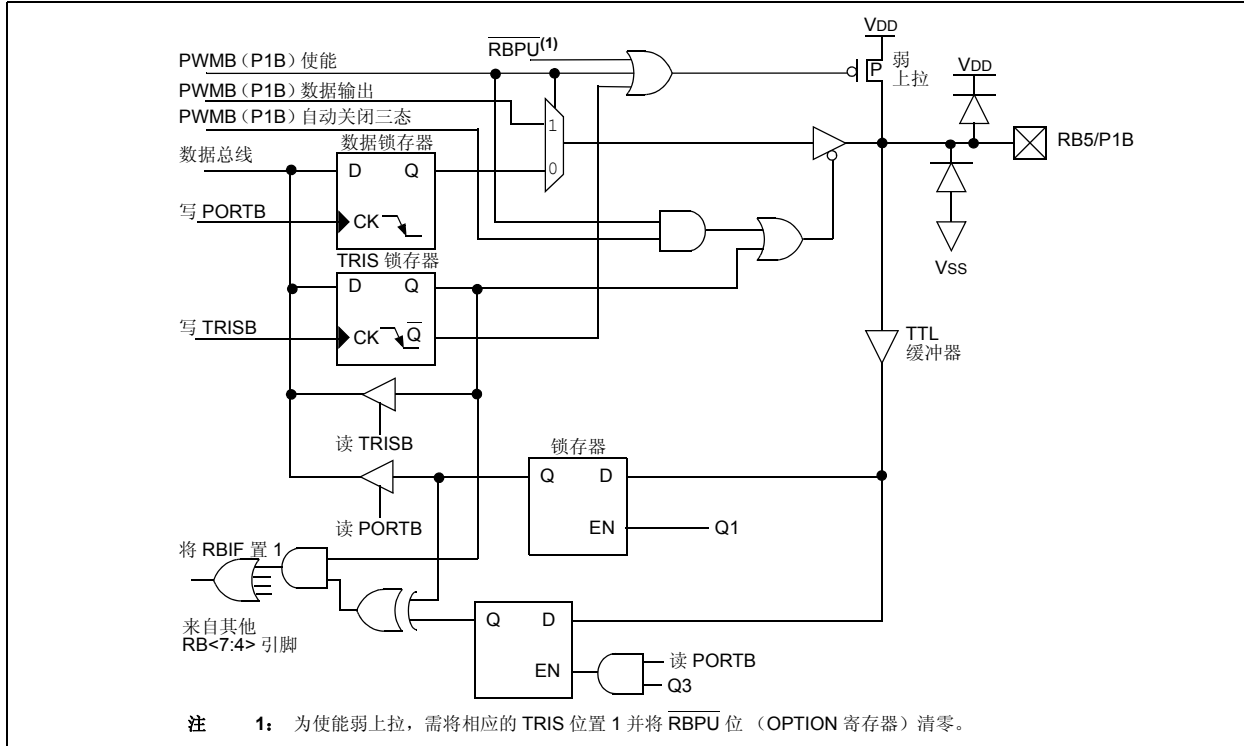 VDD
RBPU(1)
PWMB（P1B）使能
弱
上拉
P
VDD
PWMB（P1B）数据输出
PWMB（P1B）自动关闭三态
1
0
数据锁存器
数据总线
D Q
RB5/P1B
写 PORTB
CK
VSS
TRIS 锁存器
D Q
写 TRISB
CK Q
TTL
缓冲器
读 TRISB
锁存器
Q D
读 PORTB
EN
Q1
将 RBIF 置 1
来自其他
RB<7:4> 引脚
Q D
EN
读 PORTB
Q3
注 1： 为使能弱上拉，需将相应的 TRIS 位置 1 并将 RBPU 位 （OPTION 寄存器）清零。